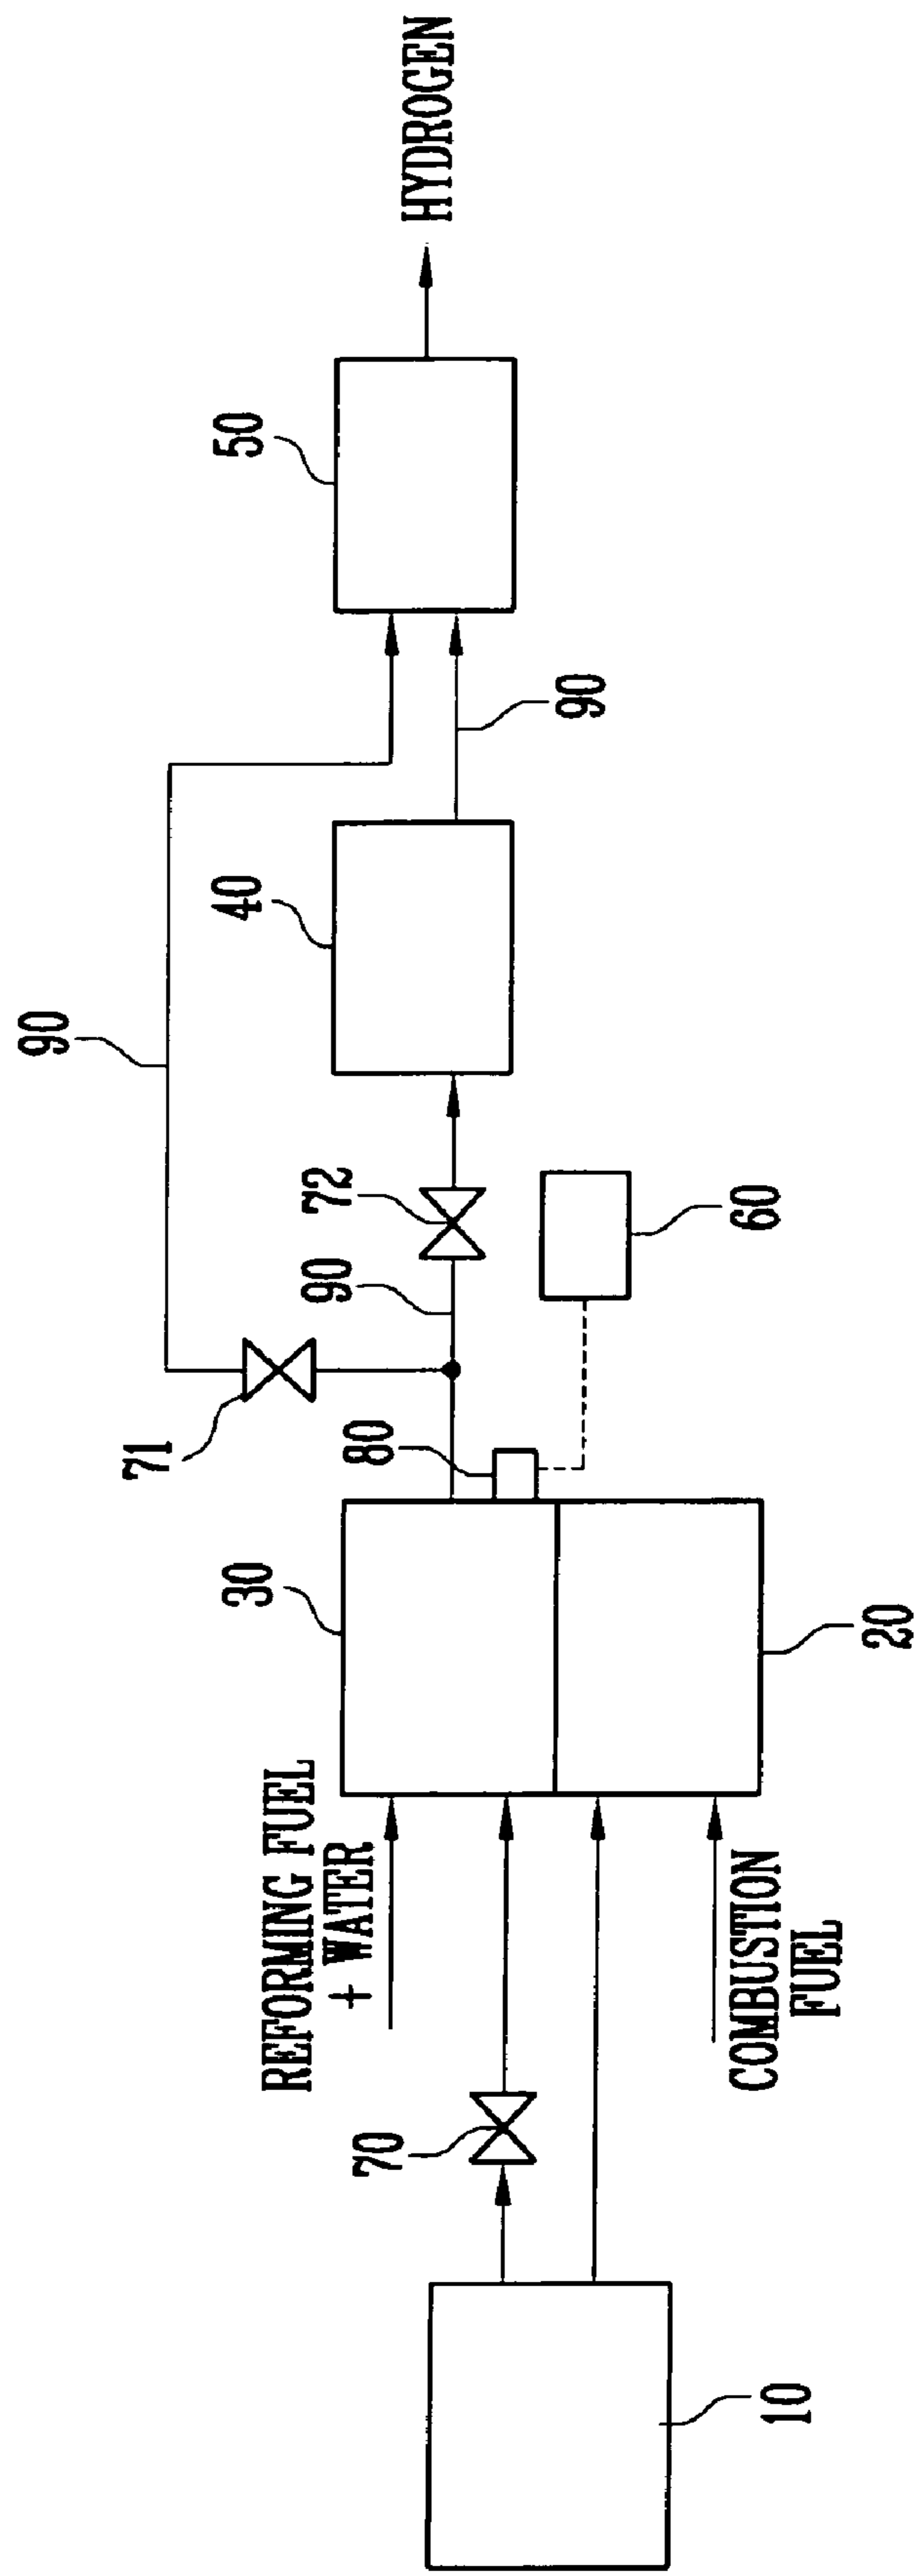 HYDROGEN
50
90
40
90
72
90
60
71
80
30
20
REFORMING FUEL
+ WATER
COMBUSTION
FUEL
70
10